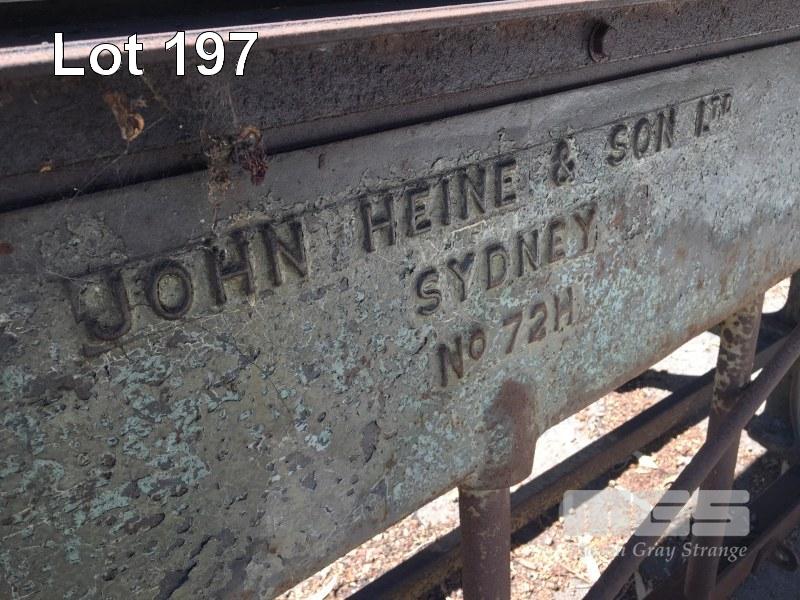 Lot 197
JOHN HEINE & SON LTD
SYDNEY
No 72H
Gray Strange